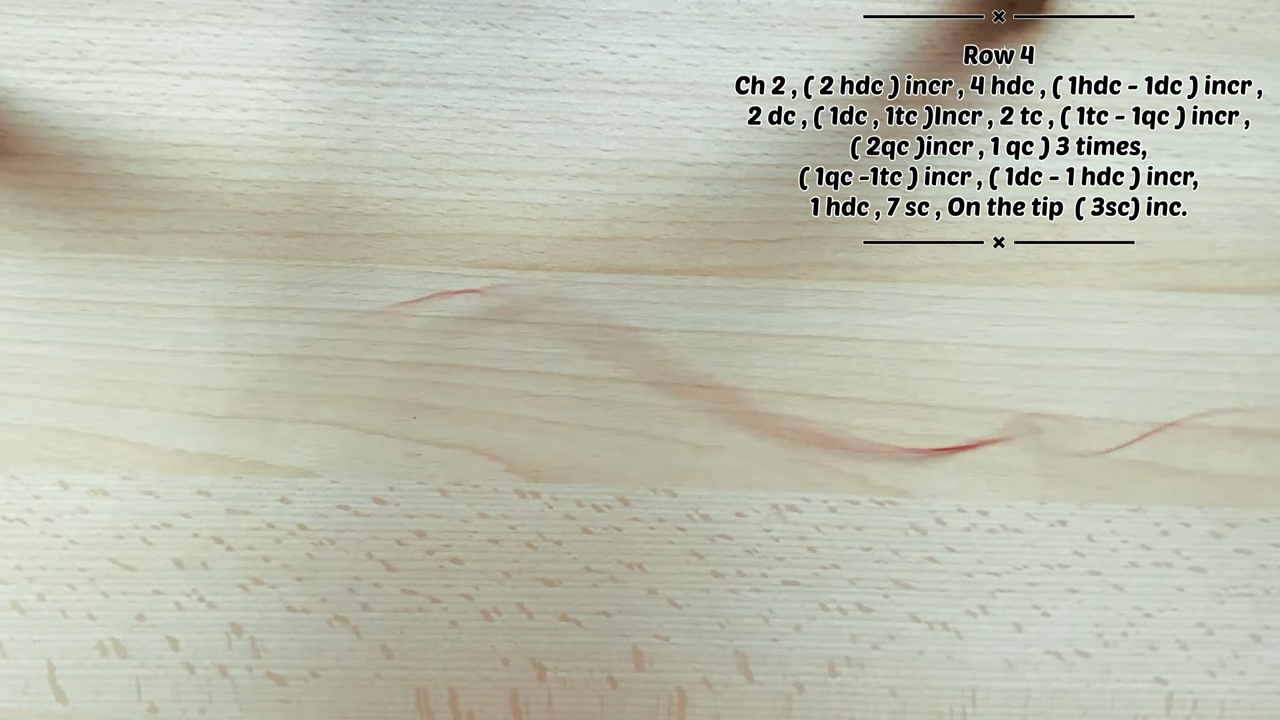 Row 4
Ch 2 , ( 2 hdc ) incr , 4 hdc , ( 1hdc - 1dc ) incr ,
2 dc , ( 1dc , 1tc )Incr , 2 tc , ( 1tc - 1qc ) incr ,
( 2qc )incr , 1 qc ) 3 times,
( 1qc -1tc ) incr , ( 1dc - 1 hdc ) incr,
1 hdc , 7 sc , On the tip ( 3sc) inc.